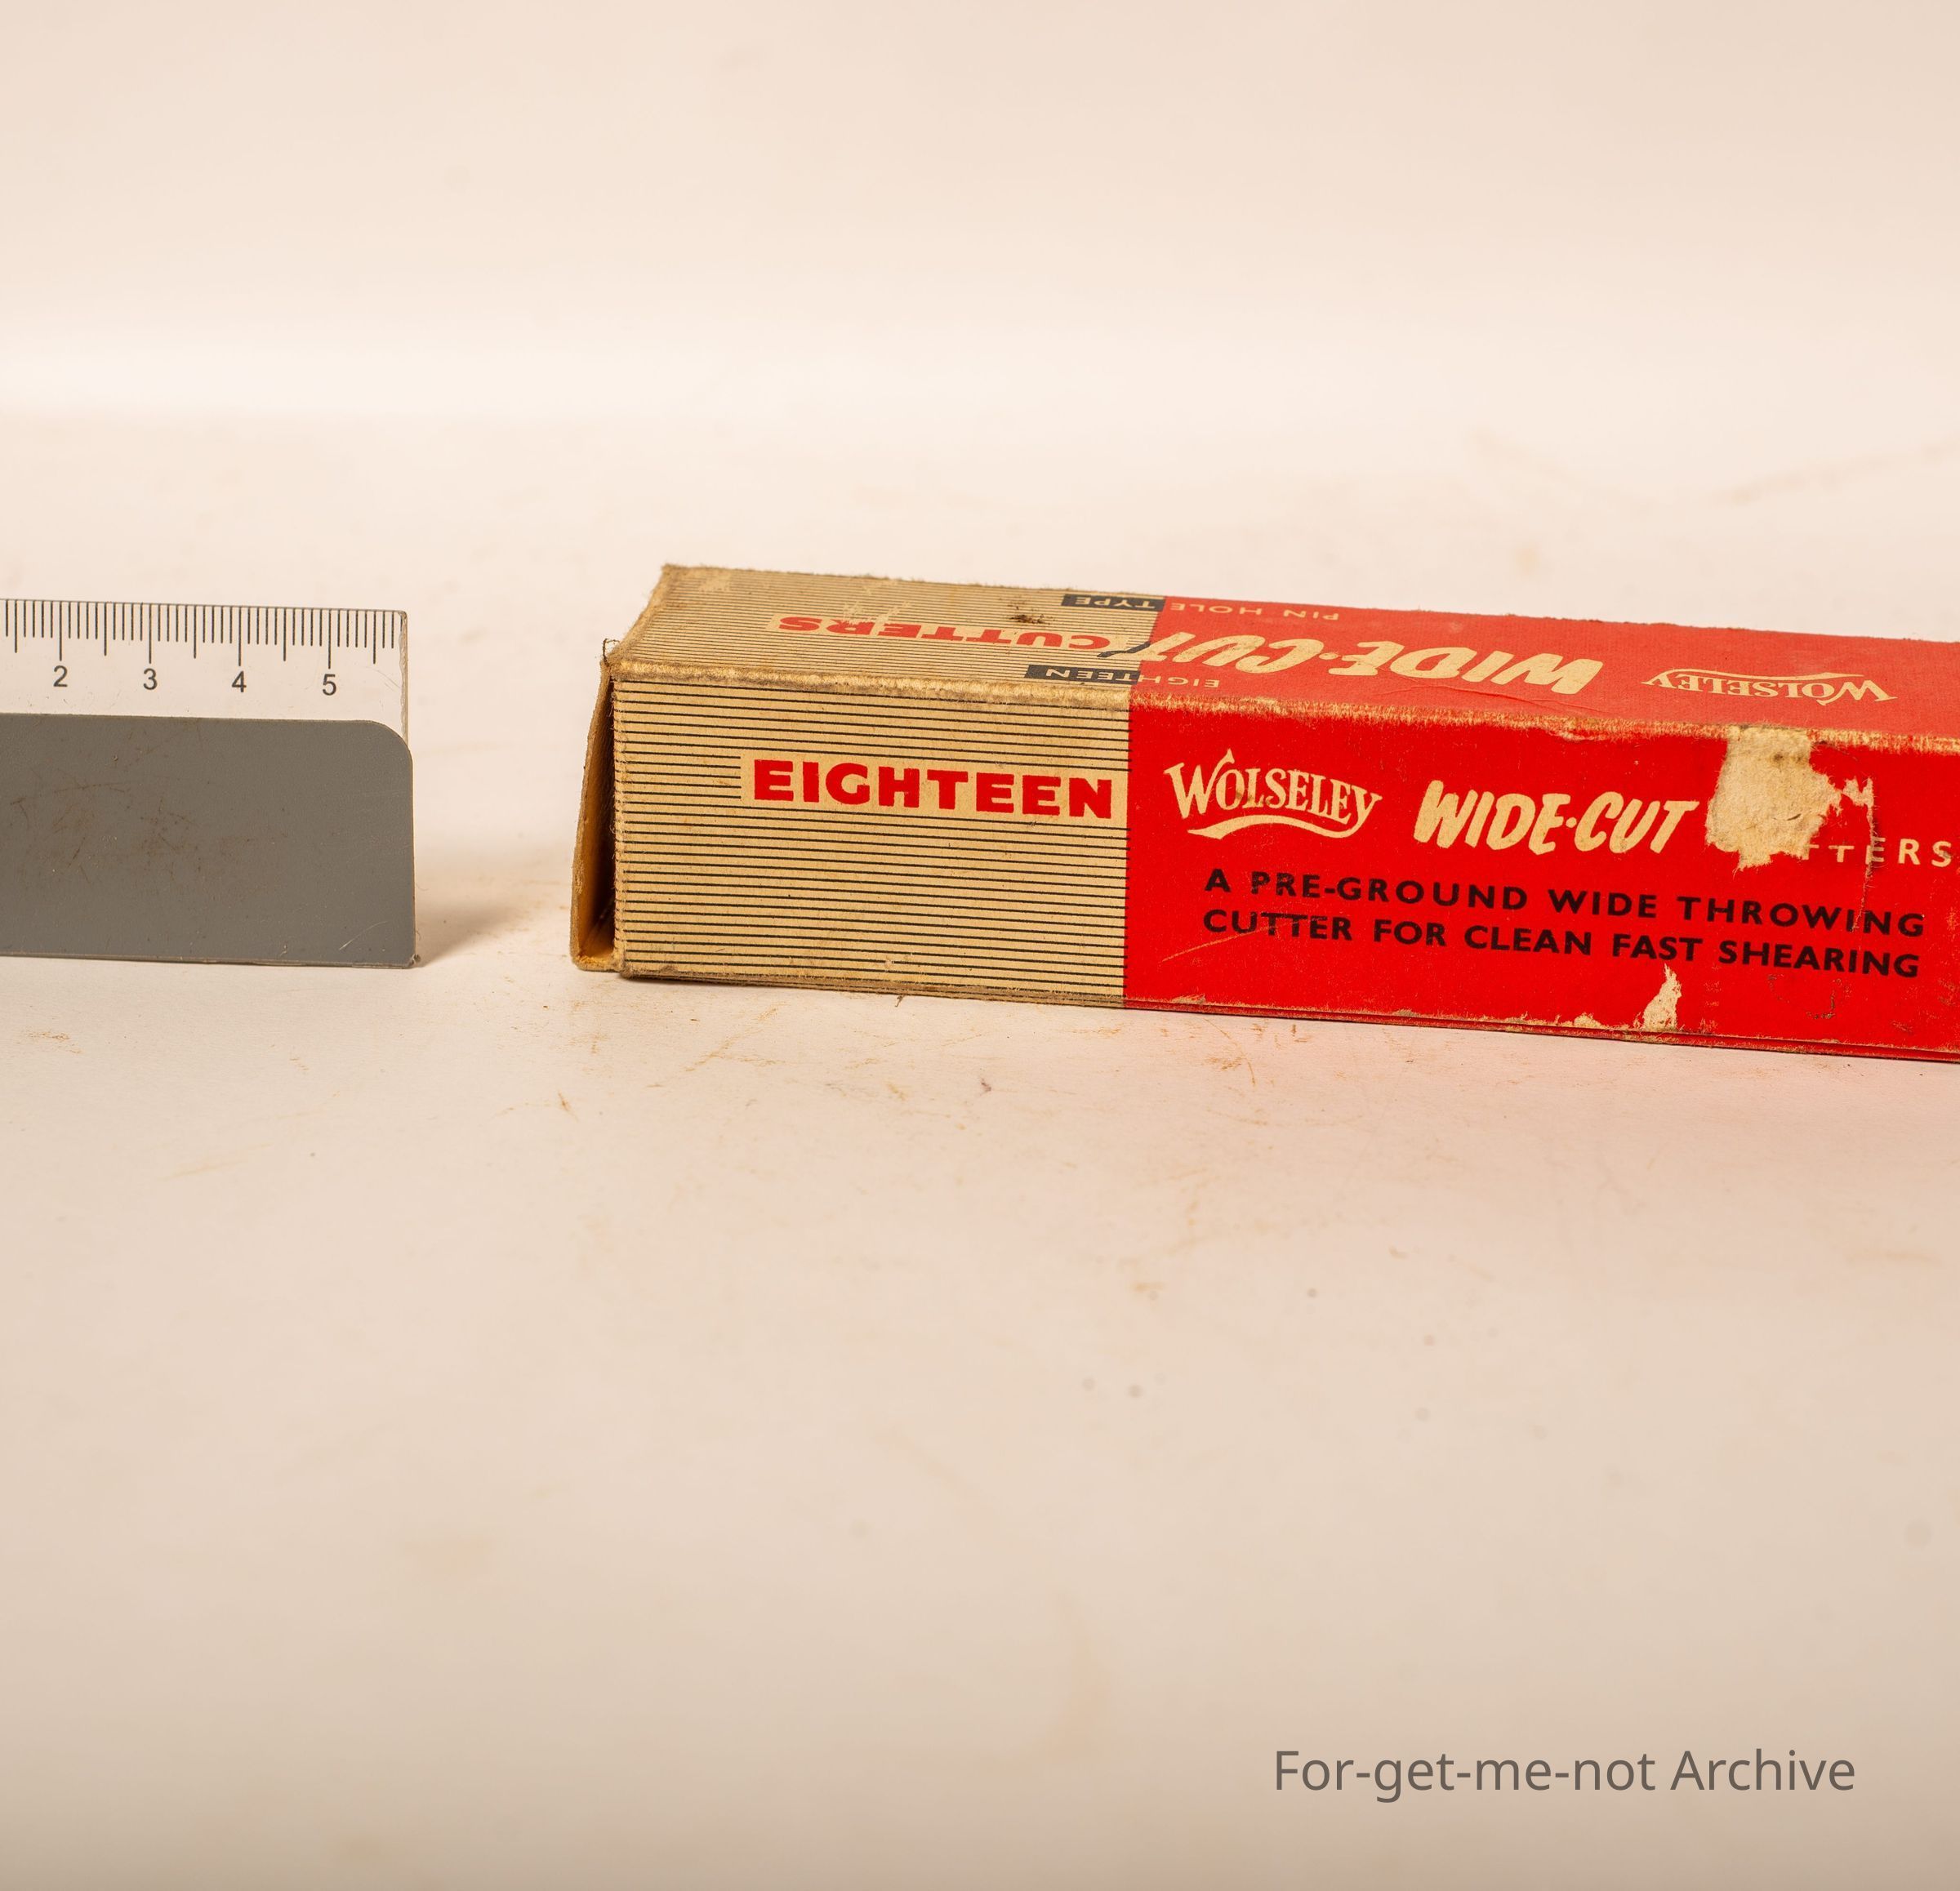 2 3 4 5
TYPE PIN HOLE
CUTTERS WIDE-CUT WOLSELEY
EIGHTEEN
EIGHTEEN WOLSELEY WIDE-CUT
A PRE-GROUND WIDE THROWING
CUTTER FOR CLEAN FAST SHEARING
For-get-me-not Archive